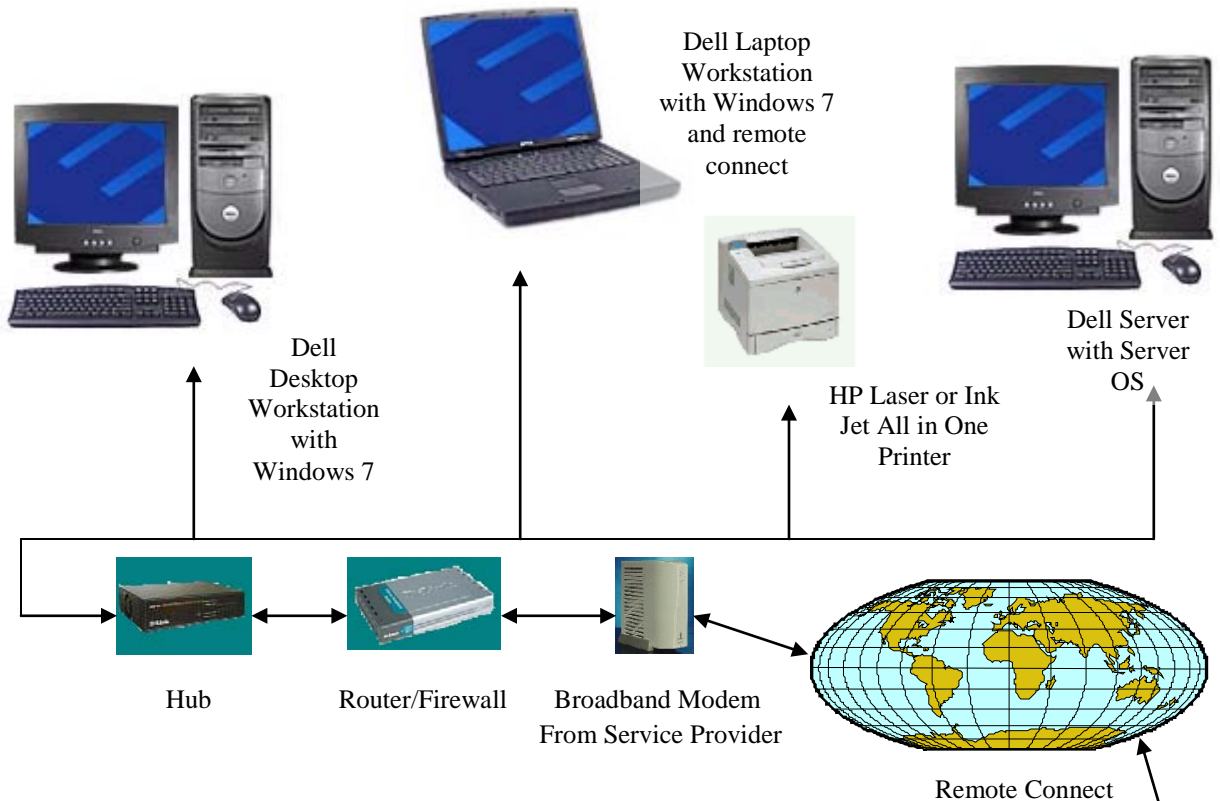 Dell Laptop
Workstation
with Windows 7
and remote
connect
Dell
Desktop
Workstation
with
Windows 7
HP Laser or Ink
Jet All in One
Printer
Dell Server
with Server
OS
Hub
Router/Firewall
Broadband Modem
From Service Provider
Remote Connect